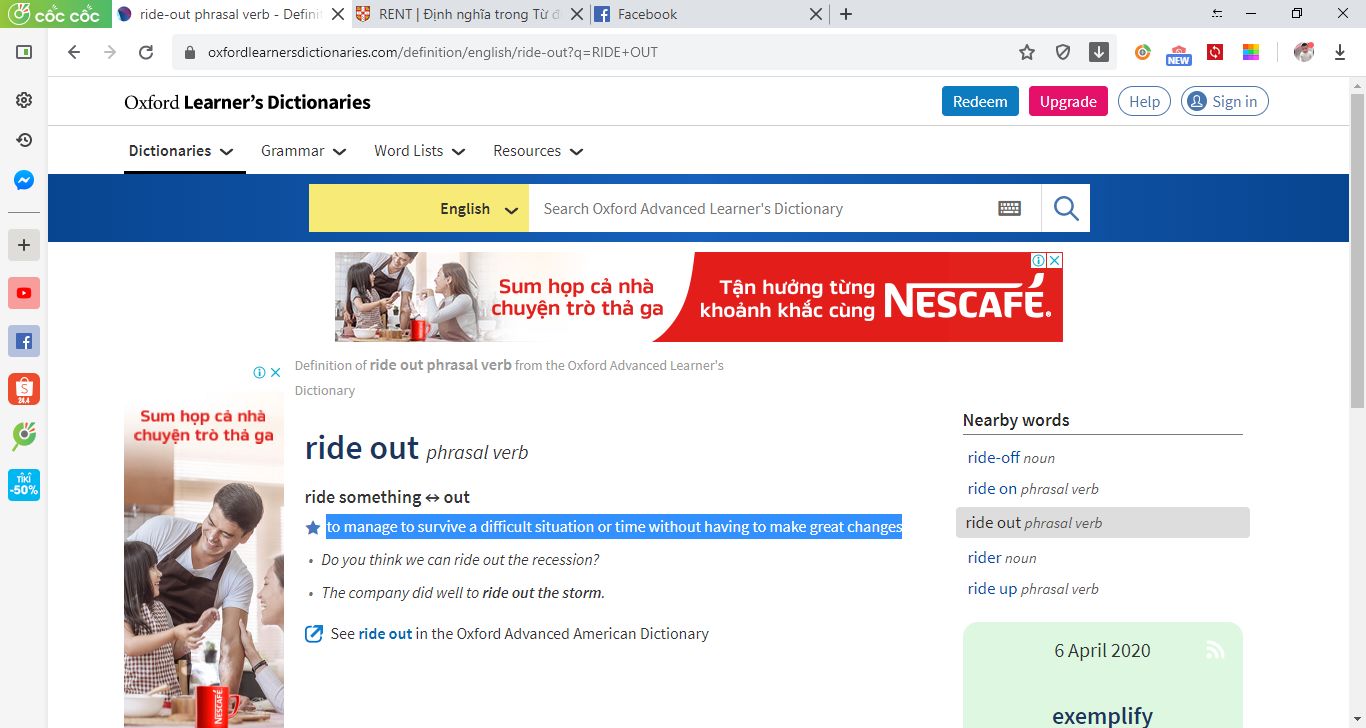 cốc cốc
ride-out phrasal verb - Definit
RENT | Định nghĩa trong Từ đ
Facebook
oxfordlearnersdictionaries.com/definition/english/ride-out?q=RIDE+OUT
NEW
Oxford Learner's Dictionaries
Redeem
Upgrade
Help
Sign in
Dictionaries
Grammar
Word Lists
Resources
English
Search Oxford Advanced Learner's Dictionary
Sum họp cả nhà
chuyện trò thả ga
Tận hưởng từng
khoảnh khắc cùng
NESCAFÉ.
Definition of ride out phrasal verb from the Oxford Advanced Learner's
Dictionary
Sum họp cả nhà
chuyện trò thả ga
NESCAFÉ
ride out phrasal verb
ride something ↔ out
to manage to survive a difficult situation or time without having to make great changes
• Do you think we can ride out the recession?
• The company did well to ride out the storm.
See ride out in the Oxford Advanced American Dictionary
Nearby words
ride-off noun
ride on phrasal verb
ride out phrasal verb
rider noun
ride up phrasal verb
6 April 2020
exemplify
24.4
TIKI
-50%